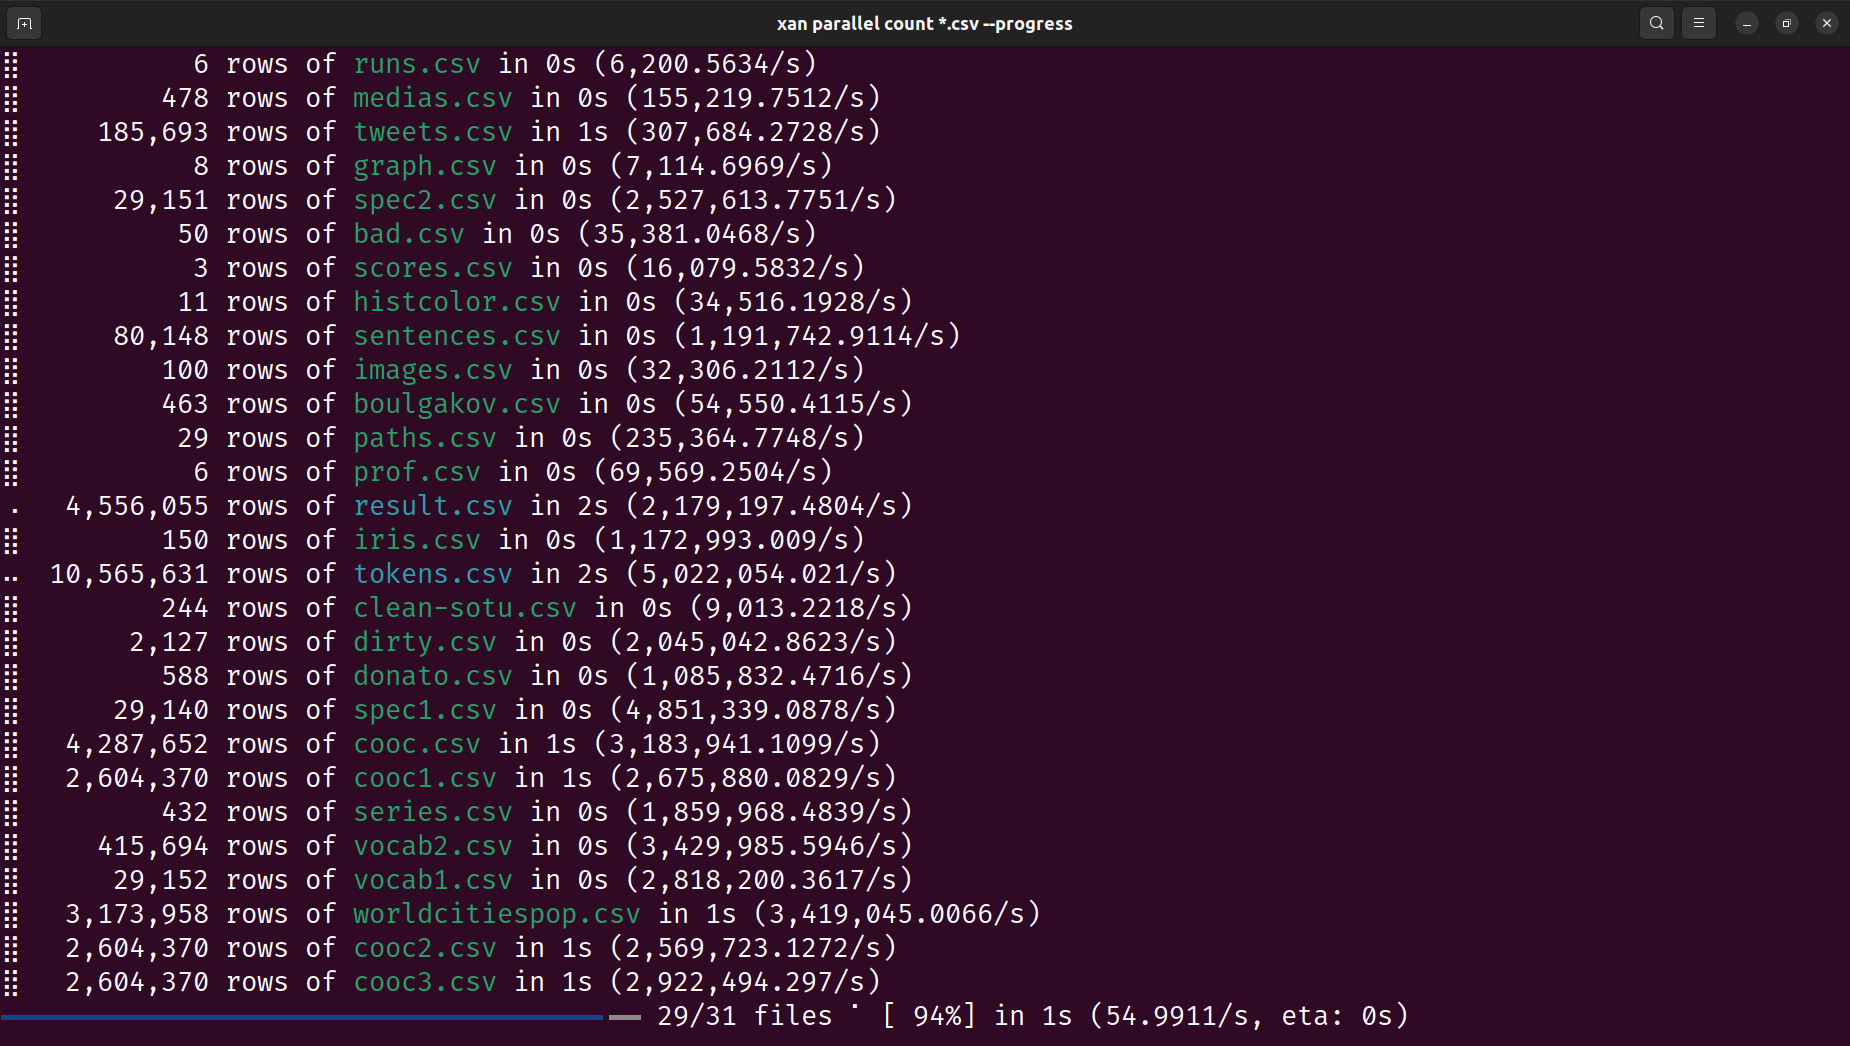 xan parallel count *.csv --progress
⣿ 6 rows of runs.csv in 0s (6,200.5634/s)
⣿ 478 rows of medias.csv in 0s (155,219.7512/s)
⣿ 185,693 rows of tweets.csv in 1s (307,684.2728/s)
⣿ 8 rows of graph.csv in 0s (7,114.6969/s)
⣿ 29,151 rows of spec2.csv in 0s (2,527,613.7751/s)
⣿ 50 rows of bad.csv in 0s (35,381.0468/s)
⣿ 3 rows of scores.csv in 0s (16,079.5832/s)
⣿ 11 rows of histcolor.csv in 0s (34,516.1928/s)
⣿ 80,148 rows of sentences.csv in 0s (1,191,742.9114/s)
⣿ 100 rows of images.csv in 0s (32,306.2112/s)
⣿ 463 rows of boulgakov.csv in 0s (54,550.4115/s)
⣿ 29 rows of paths.csv in 0s (235,364.7748/s)
⣿ 6 rows of prof.csv in 0s (69,569.2504/s)
⢀ 4,556,055 rows of result.csv in 2s (2,179,197.4804/s)
⣿ 150 rows of iris.csv in 0s (1,172,993.009/s)
⣀ 10,565,631 rows of tokens.csv in 2s (5,022,054.021/s)
⣿ 244 rows of clean-sotu.csv in 0s (9,013.2218/s)
⣿ 2,127 rows of dirty.csv in 0s (2,045,042.8623/s)
⣿ 588 rows of donato.csv in 0s (1,085,832.4716/s)
⣿ 29,140 rows of spec1.csv in 0s (4,851,339.0878/s)
⣿ 4,287,652 rows of cooc.csv in 1s (3,183,941.1099/s)
⣿ 2,604,370 rows of cooc1.csv in 1s (2,675,880.0829/s)
⣿ 432 rows of series.csv in 0s (1,859,968.4839/s)
⣿ 415,694 rows of vocab2.csv in 0s (3,429,985.5946/s)
⣿ 29,152 rows of vocab1.csv in 0s (2,818,200.3617/s)
⣿ 3,173,958 rows of worldcitiespop.csv in 1s (3,419,045.0066/s)
⣿ 2,604,370 rows of cooc2.csv in 1s (2,569,723.1272/s)
⣿ 2,604,370 rows of cooc3.csv in 1s (2,922,494.297/s)
29/31 files ⠈ [ 94%] in 1s (54.9911/s, eta: 0s)